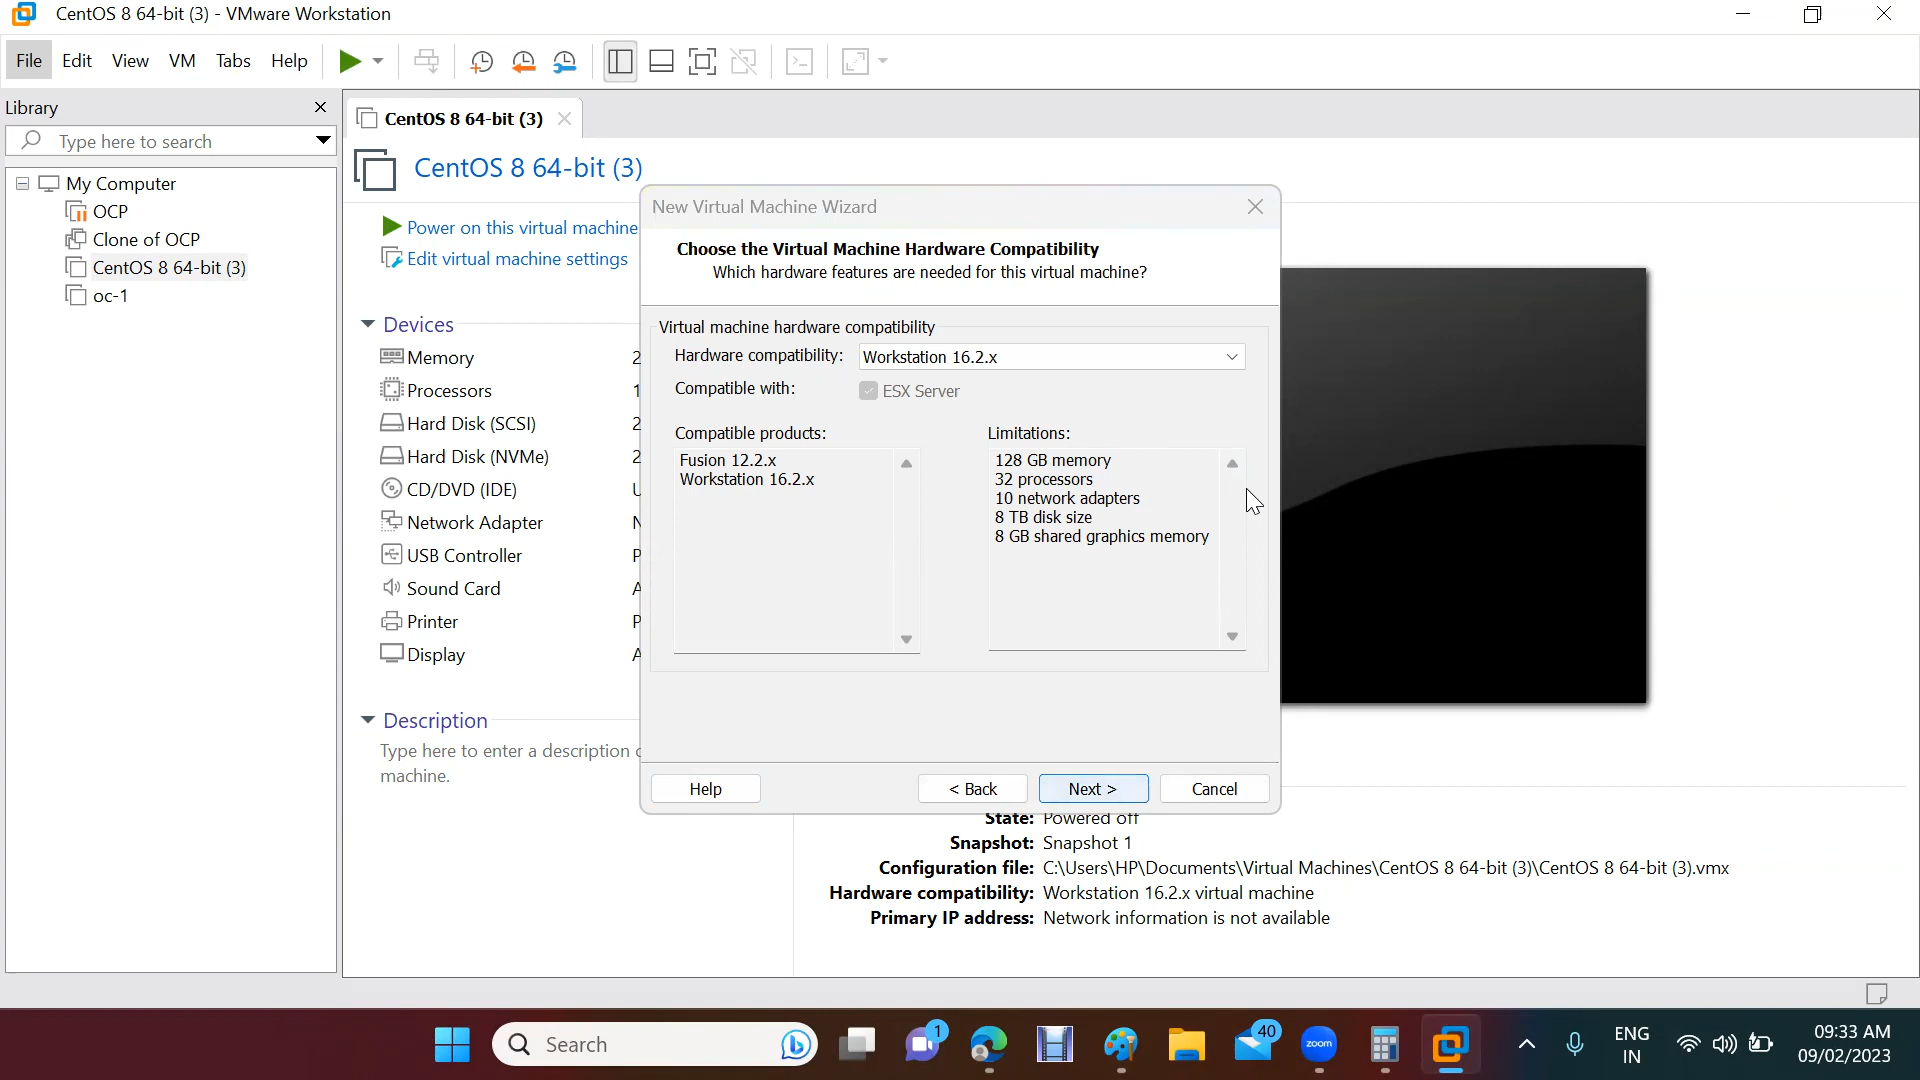 CentOS 8 64-bit (3) - VMware Workstation
File Edit View VM Tabs Help
Library
Type here to search
My Computer
OCP
Clone of OCP
CentOS 8 64-bit (3)
oc-1
CentOS 8 64-bit (3)
CentOS 8 64-bit (3)
Power on this virtual machine
Edit virtual machine settings
Devices
Memory 2
Processors 1
Hard Disk (SCSI) 2
Hard Disk (NVMe) 2
CD/DVD (IDE)
Network Adapter
USB Controller
Sound Card
Printer
Display
Description
Type here to enter a description
machine.
New Virtual Machine Wizard
Choose the Virtual Machine Hardware Compatibility
Which hardware features are needed for this virtual machine?
Virtual machine hardware compatibility
Hardware compatibility: Workstation 16.2.x
Compatible with: ESX Server
Compatible products:
Fusion 12.2.x
Workstation 16.2.x
Limitations:
128 GB memory
32 processors
10 network adapters
8 TB disk size
8 GB shared graphics memory
Help < Back Next > Cancel
State: Powered off
Snapshot: Snapshot 1
Configuration file: C:\Users\HP\Documents\Virtual Machines\CentOS 8 64-bit (3)\CentOS 8 64-bit (3).vmx
Hardware compatibility: Workstation 16.2.x virtual machine
Primary IP address: Network information is not available
Search
1
40
zoom
ENG
IN
09:33 AM
09/02/2023